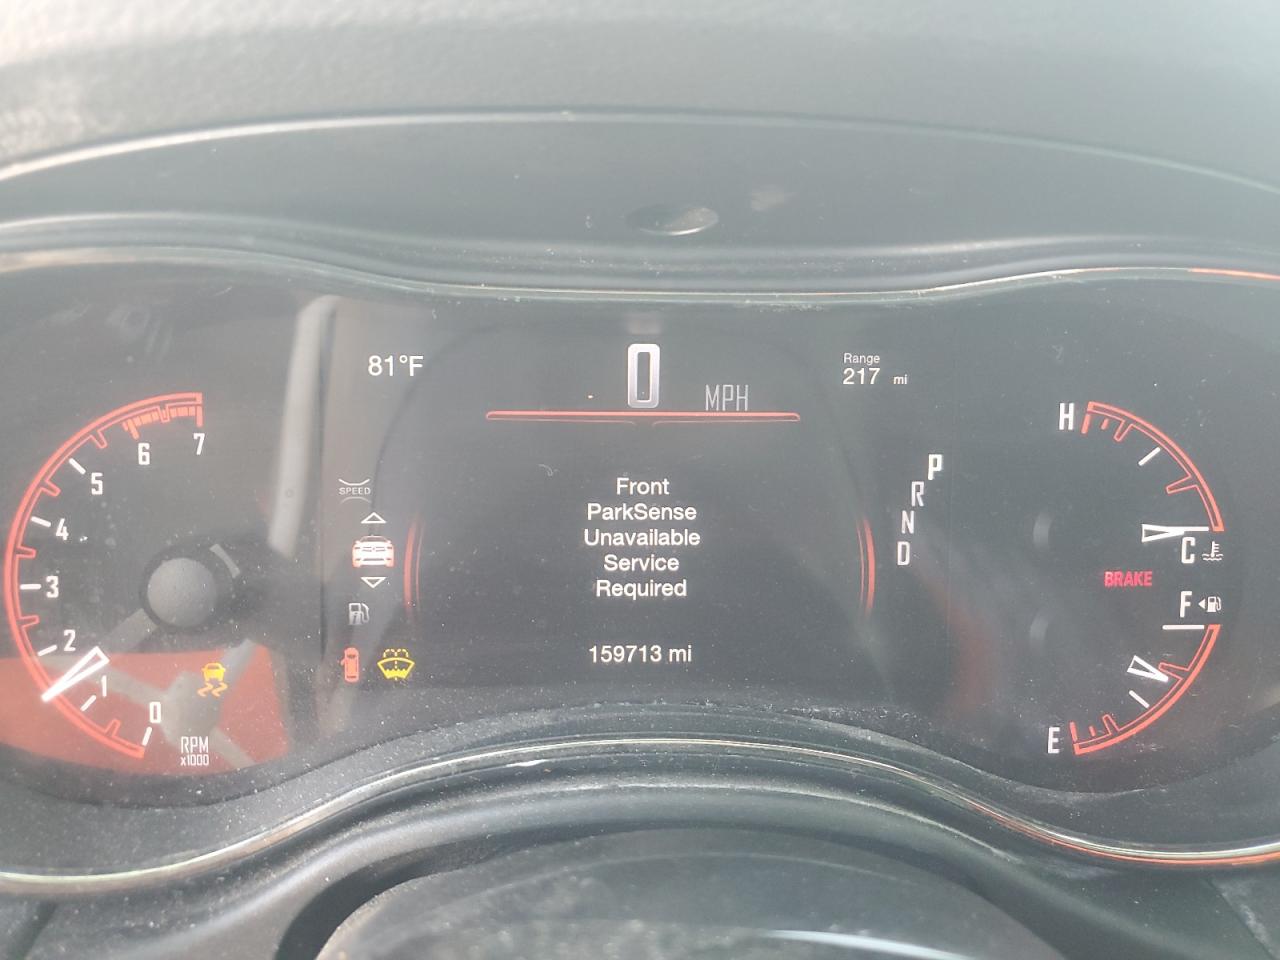 81°F
0 MPH
Range
217 mi
7
6
5
4
3
2
1
0
RPM
x1000
SPEED
Front
ParkSense
Unavailable
Service
Required
159713 mi
P
R
N
D
H
C
BRAKE
F
E